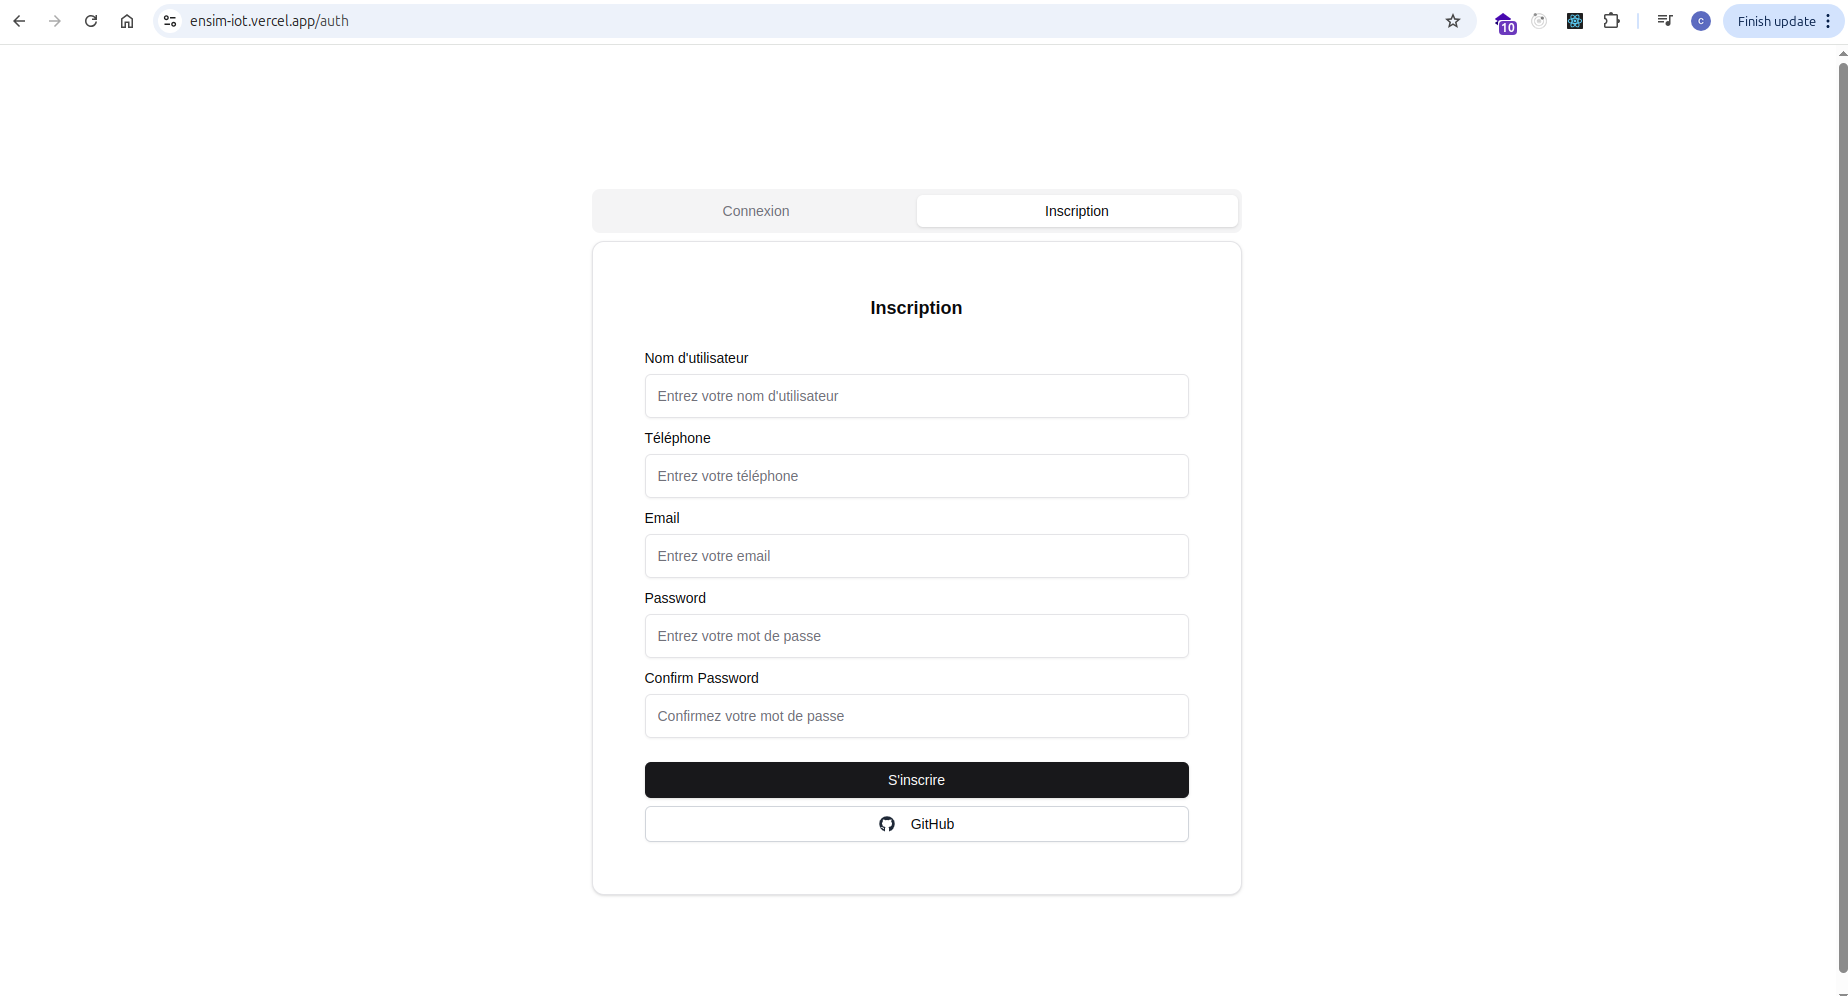 ensim-iot.vercel.app/auth
10
c
Finish update
Connexion
Inscription
Inscription
Nom d'utilisateur
Entrez votre nom d'utilisateur
Téléphone
Entrez votre téléphone
Email
Entrez votre email
Password
Entrez votre mot de passe
Confirm Password
Confirmez votre mot de passe
S'inscrire
GitHub